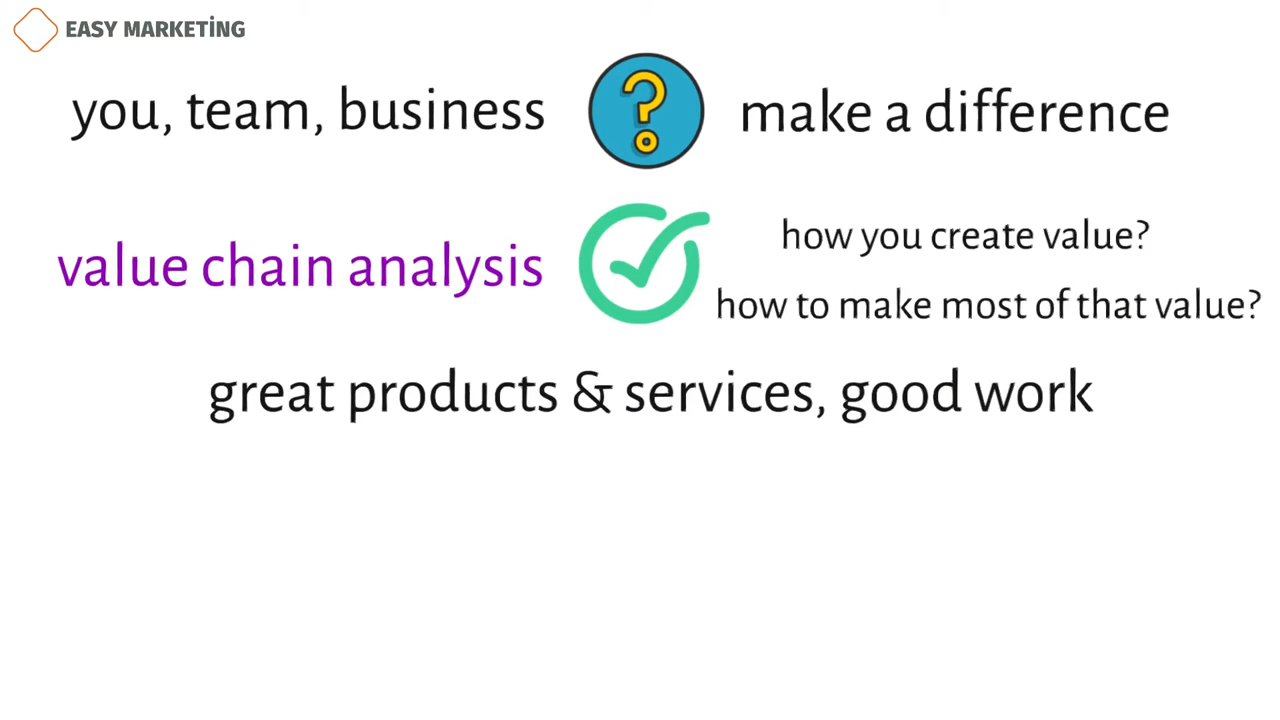 EASY MARKETİNG
you, team, business
make a difference
value chain analysis
how you create value?
how to make most of that value?
great products & services, good work